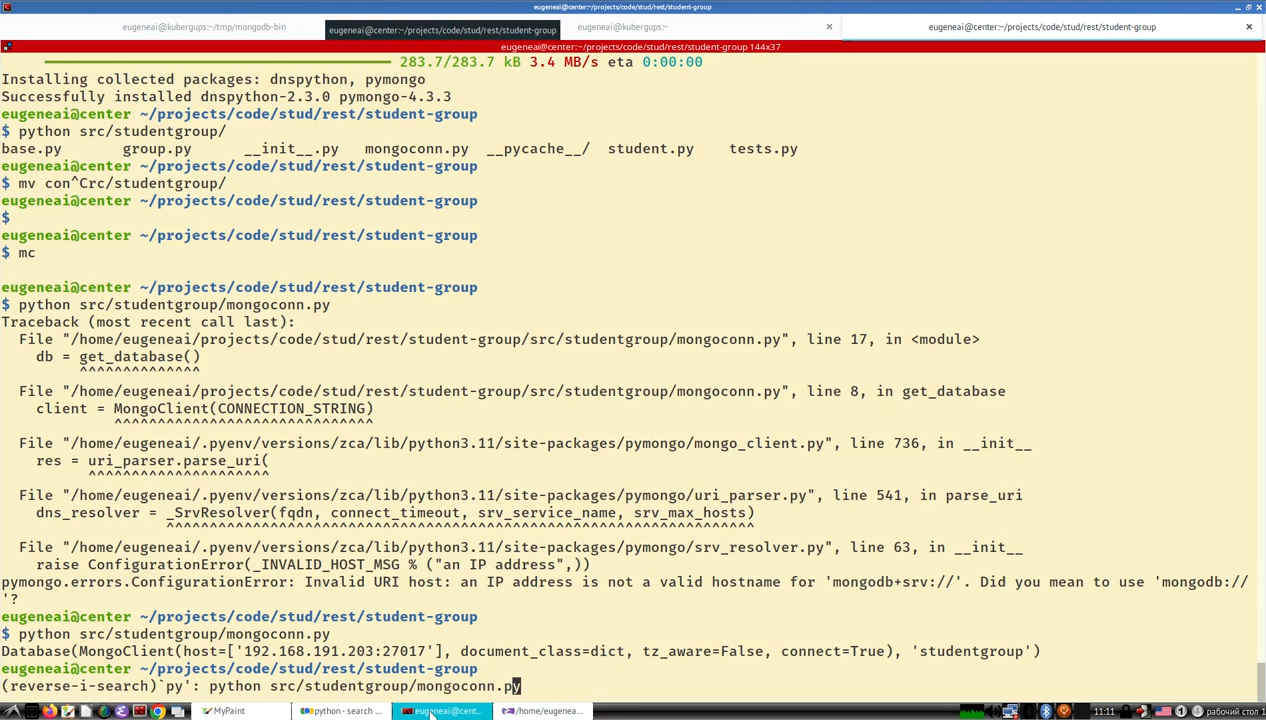 eugeneai@center:~/projects/code/stud/rest/student-group
eugeneai@kubergups:~/tmp/mongodb-bin
eugeneai@center:~/projects/code/stud/rest/student-group
eugeneai@kubergups:~
eugeneai@center:~/projects/code/stud/rest/student-group
eugeneai@center:~/projects/code/stud/rest/student-group 144x37
283.7/283.7 kB 3.4 MB/s eta 0:00:00
Installing collected packages: dnspython, pymongo
Successfully installed dnspython-2.3.0 pymongo-4.3.3
eugeneai@center ~/projects/code/stud/rest/student-group
$ python src/studentgroup/
base.py group.py __init__.py mongoconn.py __pycache__/ student.py tests.py
eugeneai@center ~/projects/code/stud/rest/student-group
$ mv con^Crc/studentgroup/
eugeneai@center ~/projects/code/stud/rest/student-group
$
eugeneai@center ~/projects/code/stud/rest/student-group
$ mc
eugeneai@center ~/projects/code/stud/rest/student-group
$ python src/studentgroup/mongoconn.py
Traceback (most recent call last):
File "/home/eugeneai/projects/code/stud/rest/student-group/src/studentgroup/mongoconn.py", line 17, in <module>
db = get_database()
^^^^^^^^^^^^^^
File "/home/eugeneai/projects/code/stud/rest/student-group/src/studentgroup/mongoconn.py", line 8, in get_database
client = MongoClient(CONNECTION_STRING)
^^^^^^^^^^^^^^^^^^^^^^^^^^^^^^
File "/home/eugeneai/.pyenv/versions/zca/lib/python3.11/site-packages/pymongo/mongo_client.py", line 736, in __init__
res = uri_parser.parse_uri(
^^^^^^^^^^^^^^^^^^^^^
File "/home/eugeneai/.pyenv/versions/zca/lib/python3.11/site-packages/pymongo/uri_parser.py", line 541, in parse_uri
dns_resolver = _SrvResolver(fqdn, connect_timeout, srv_service_name, srv_max_hosts)
^^^^^^^^^^^^^^^^^^^^^^^^^^^^^^^^^^^^^^^^^^^^^^^^^^^^^^^^^^^^^^^^^^^^
File "/home/eugeneai/.pyenv/versions/zca/lib/python3.11/site-packages/pymongo/srv_resolver.py", line 63, in __init__
raise ConfigurationError(_INVALID_HOST_MSG % ("an IP address",))
pymongo.errors.ConfigurationError: Invalid URI host: an IP address is not a valid hostname for 'mongodb+srv://'. Did you mean to use 'mongodb://
'?
eugeneai@center ~/projects/code/stud/rest/student-group
$ python src/studentgroup/mongoconn.py
Database(MongoClient(host=['192.168.191.203:27017'], document_class=dict, tz_aware=False, connect=True), 'studentgroup')
eugeneai@center ~/projects/code/stud/rest/student-group
(reverse-i-search)`py': python src/studentgroup/mongoconn.py
MyPaint python - search ... eugeneai@cent... /home/eugenea... 11:11 рабочий стол 1